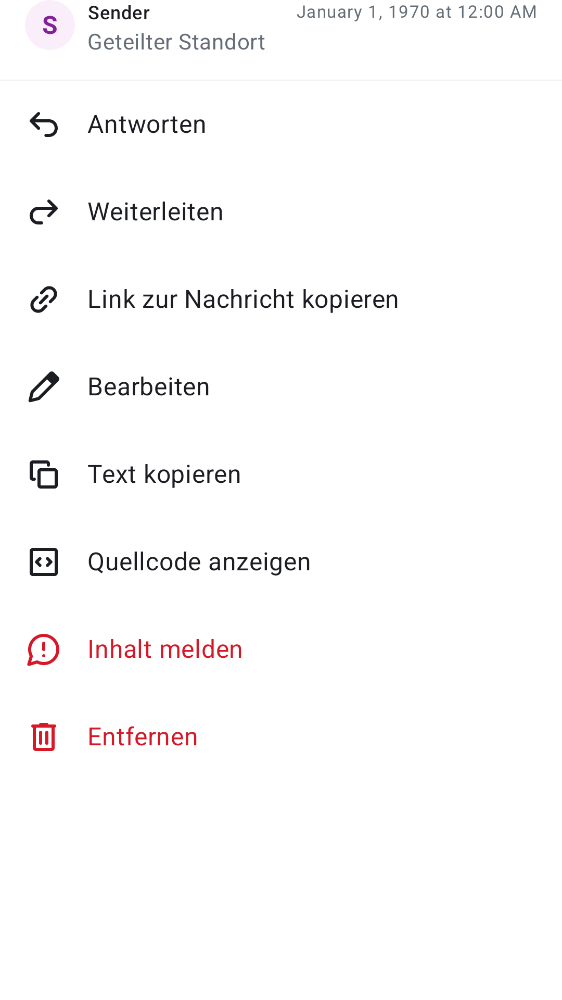 S
Sender
January 1, 1970 at 12:00 AM
Geteilter Standort
Antworten
Weiterleiten
Link zur Nachricht kopieren
Bearbeiten
Text kopieren
Quellcode anzeigen
Inhalt melden
Entfernen